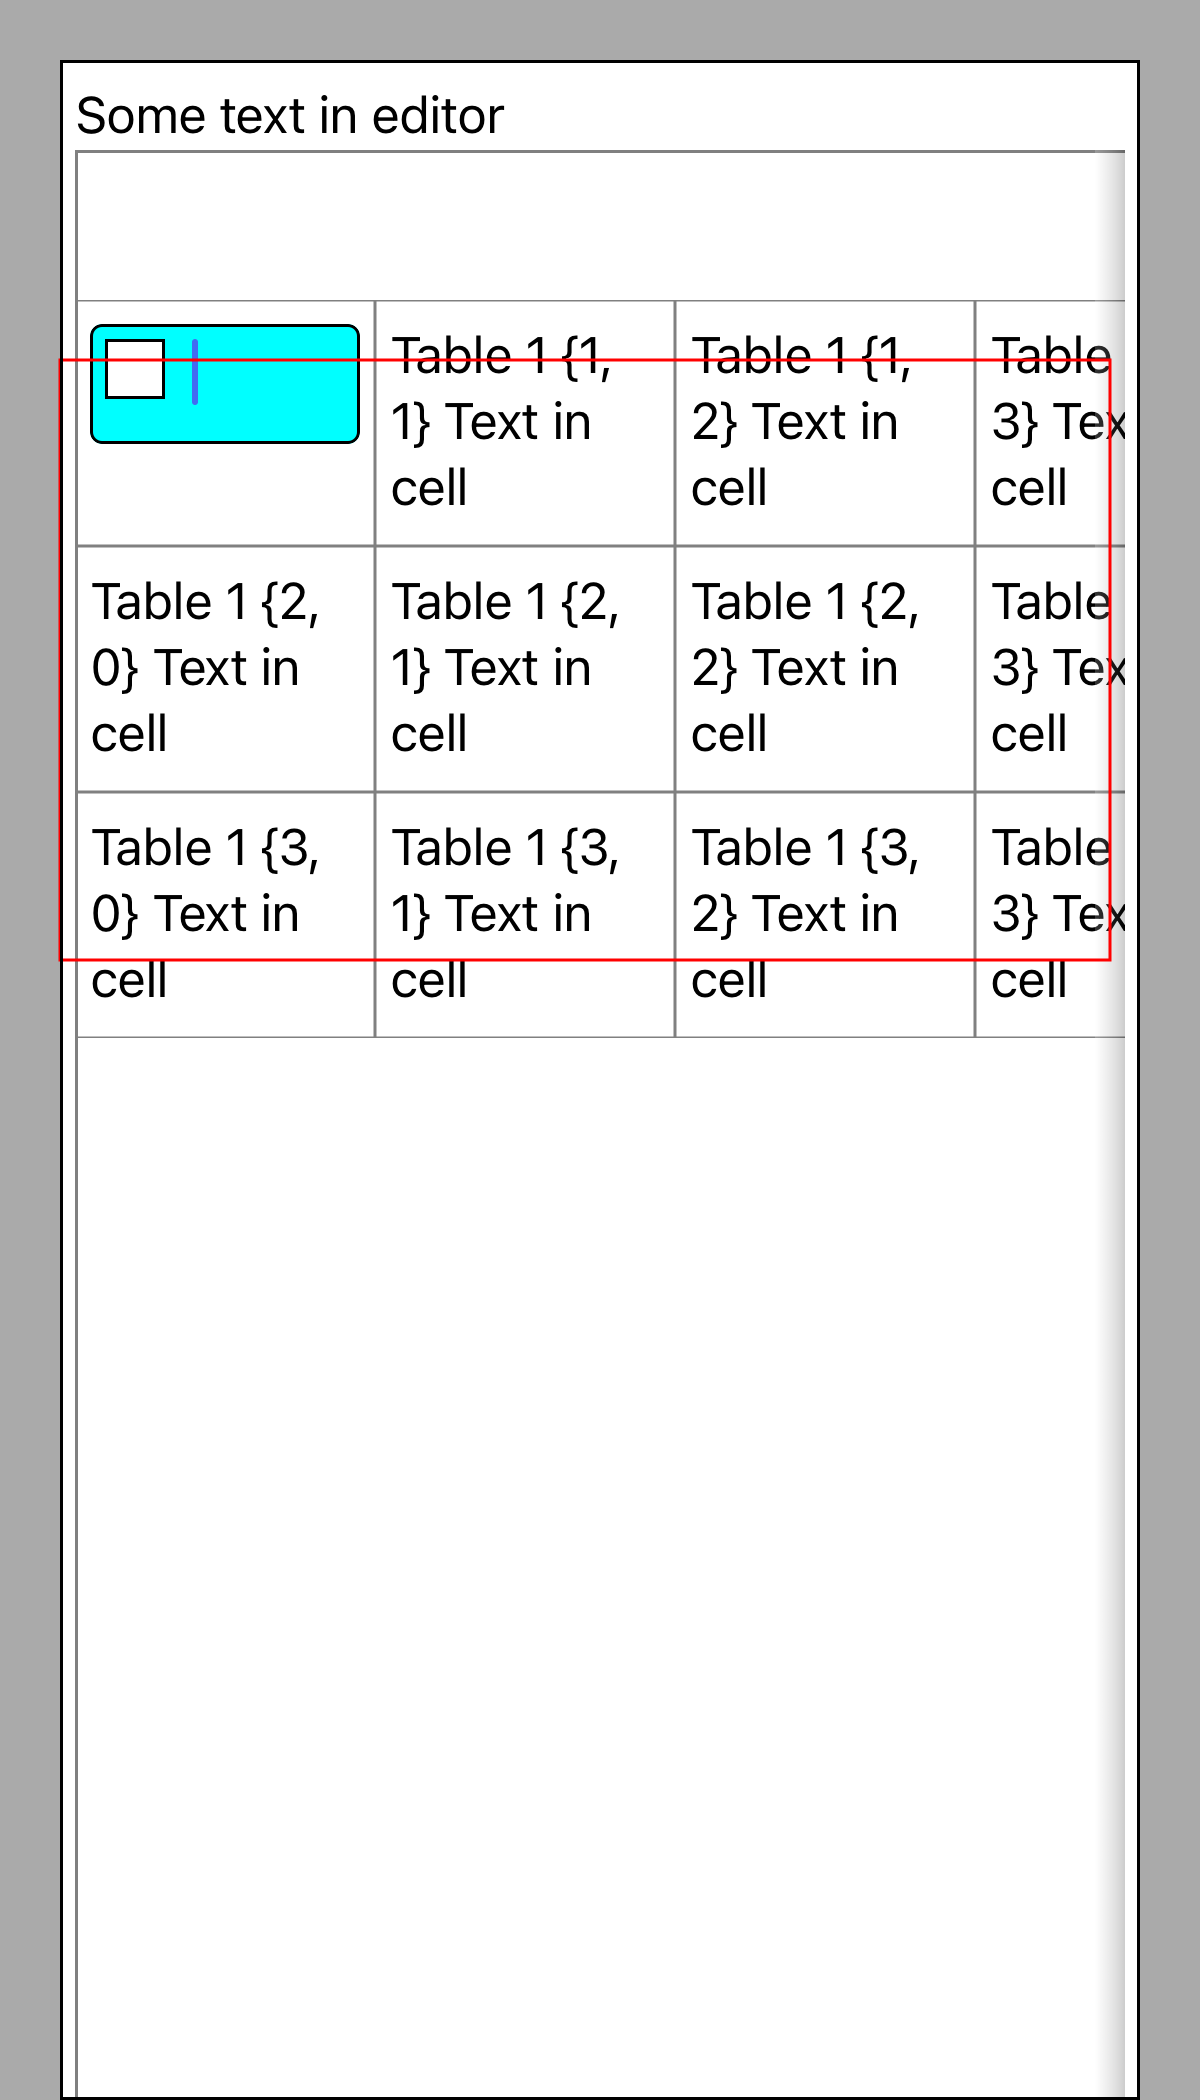 Some text in editor
Table 1 {1,
1} Text in
cell
Table 1 {1,
2} Text in
cell
Table
3} Tex
cell
Table 1 {2,
0} Text in
cell
Table 1 {2,
1} Text in
cell
Table 1 {2,
2} Text in
cell
Table
3} Tex
cell
Table 1 {3,
0} Text in
cell
Table 1 {3,
1} Text in
cell
Table 1 {3,
2} Text in
cell
Table
3} Tex
cell